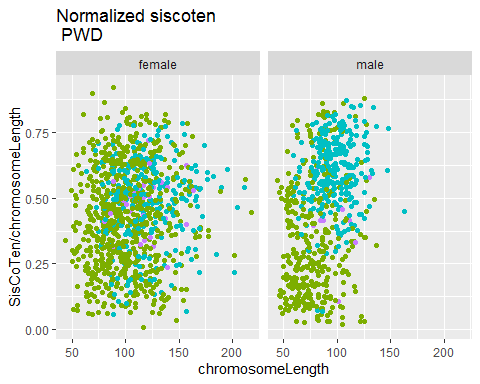 Normalized siscoten
PWD
female
male
SisCoTen/chromosomeLength
0.75
0.50
0.25
0.00
50 100 150 200 50 100 150 200
chromosomeLength